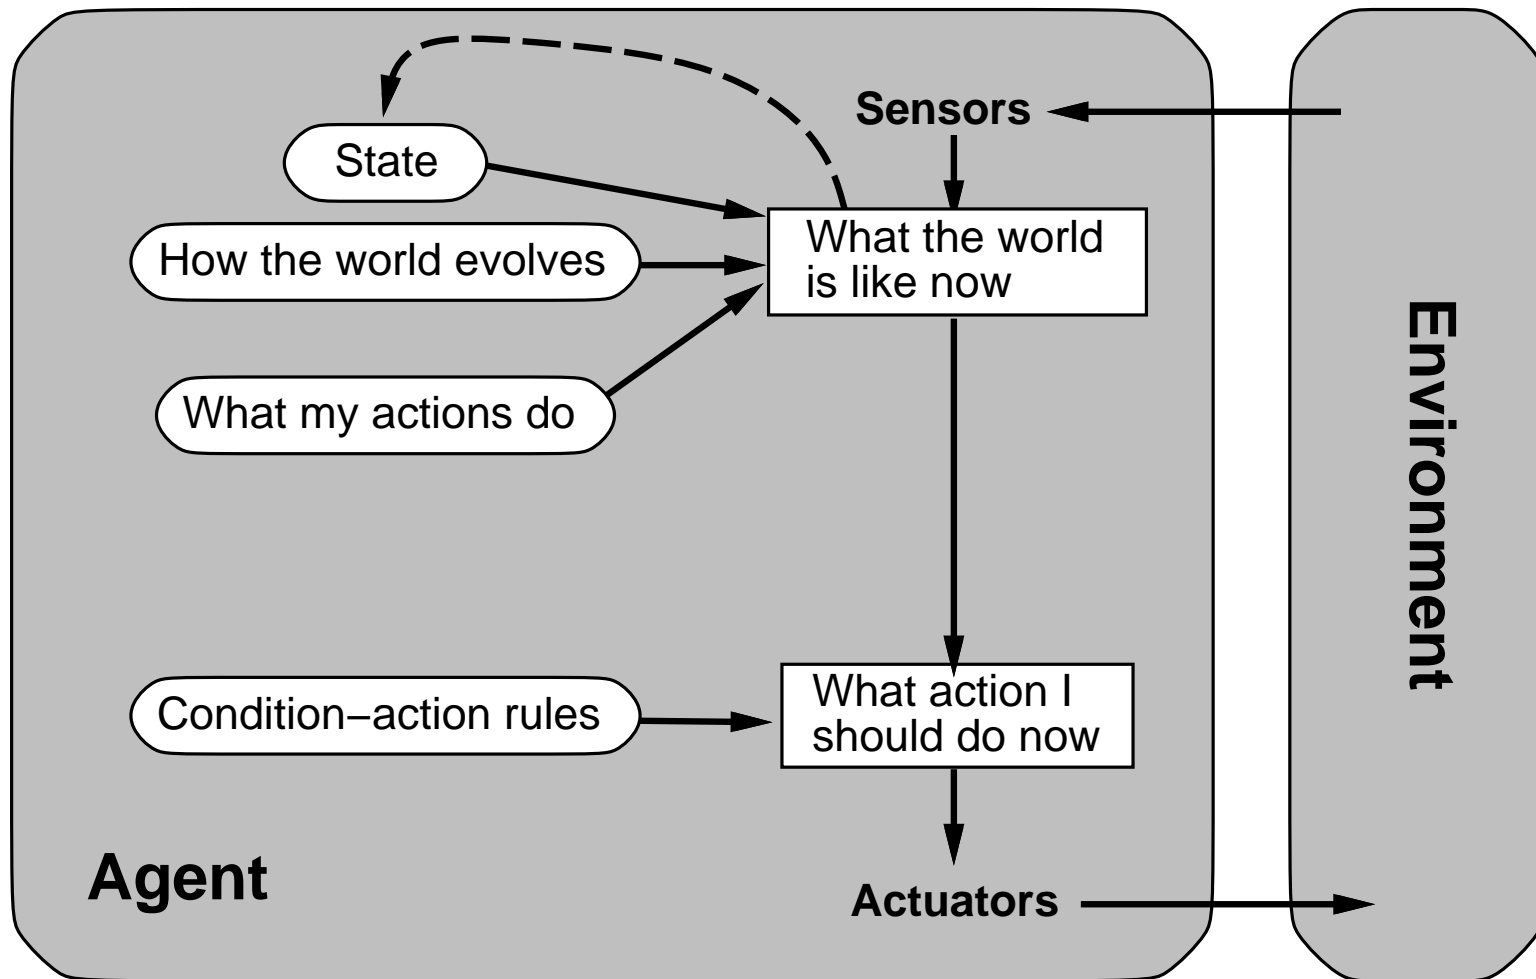 Sensors
State
What the world
is like now
How the world evolves
What my actions do
Environment
Condition−action rules
What action I
should do now
Agent
Actuators